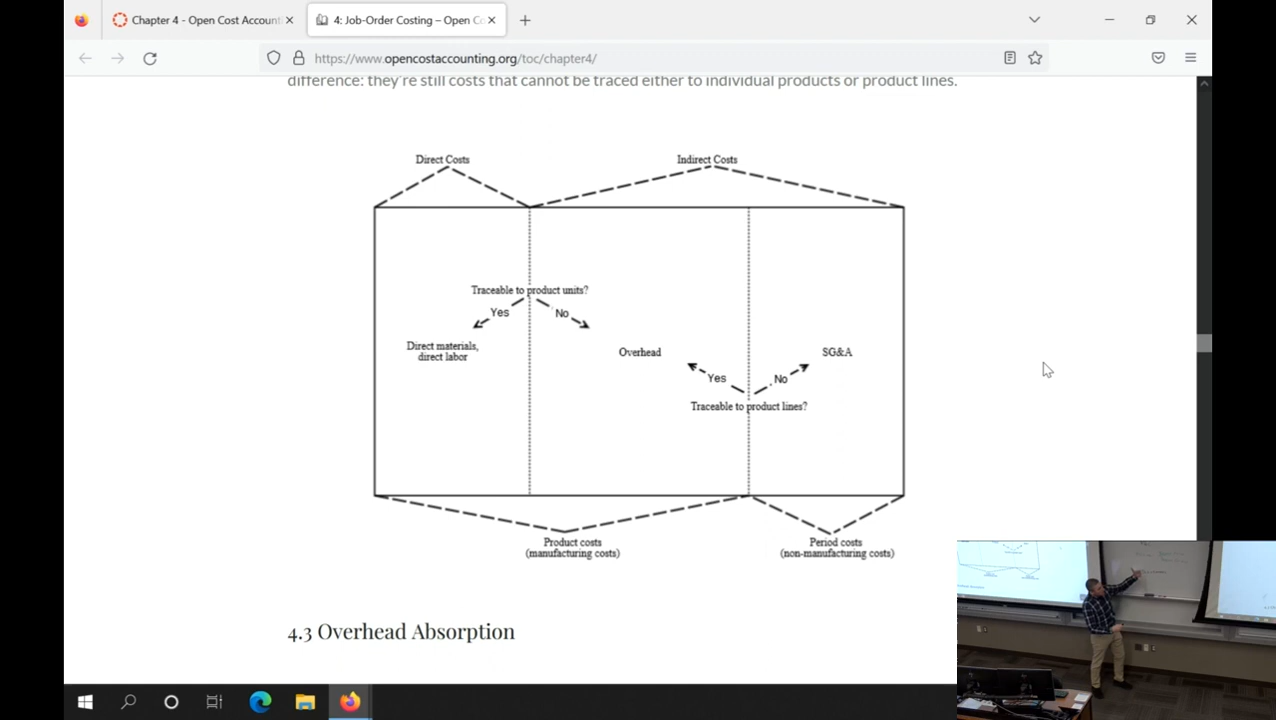 Chapter 4 - Open Cost Account
4: Job-Order Costing – Open Co
https://www.opencostaccounting.org/toc/chapter4/
difference: they're still costs that cannot be traced either to individual products or product lines.
Direct Costs
Indirect Costs
Traceable to product units?
Yes
No
Direct materials,
direct labor
Overhead
SG&A
Yes
No
Traceable to product lines?
Product costs
(manufacturing costs)
Period costs
(non-manufacturing costs)
4.3 Overhead Absorption